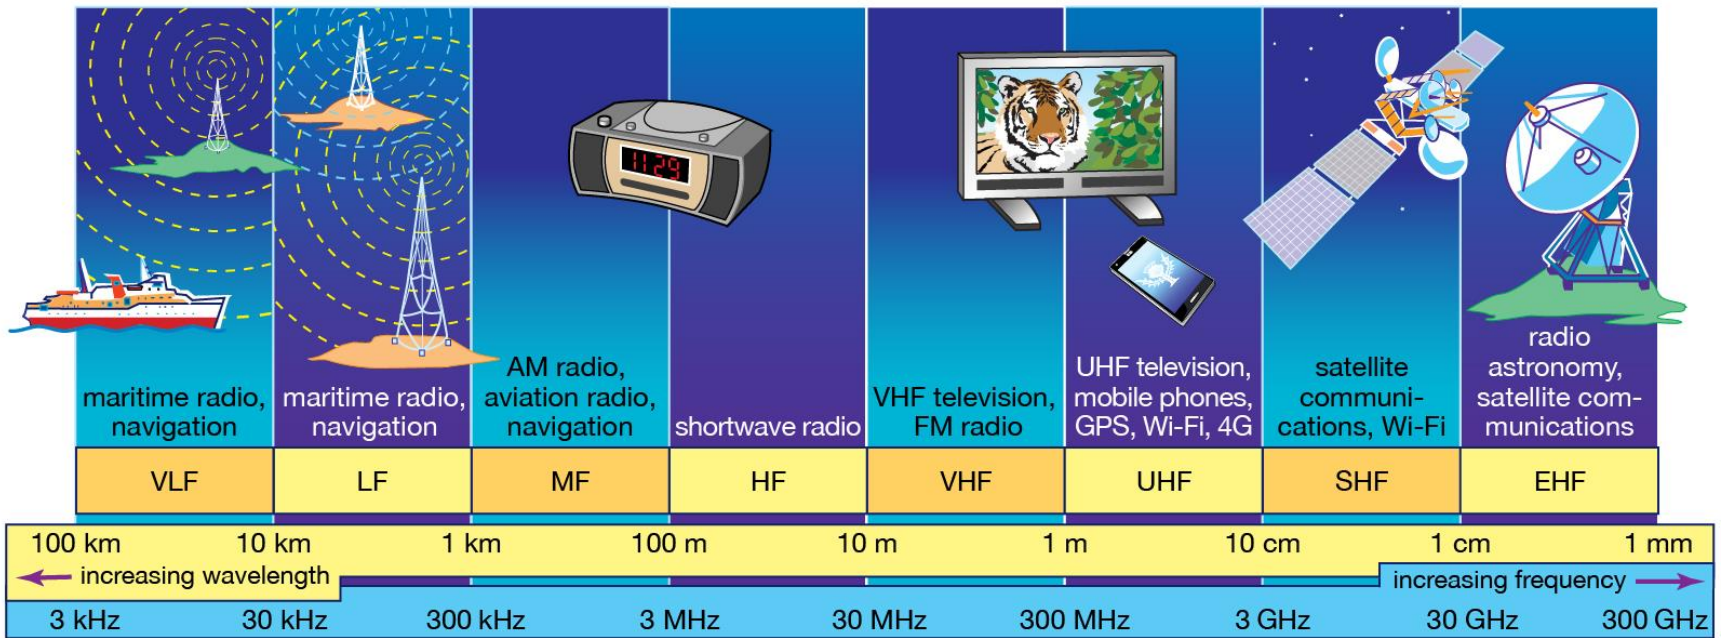 11:29
maritime radio,
navigation
maritime radio,
navigation
AM radio,
aviation radio,
navigation
shortwave radio
VHF television,
FM radio
UHF television,
mobile phones,
GPS, Wi-Fi, 4G
satellite
communi-
cations, Wi-Fi
radio
astronomy,
satellite com-
munications
VLF LF MF HF VHF UHF SHF EHF
100 km 10 km 1 km 100 m 10 m 1 m 10 cm 1 cm 1 mm
increasing wavelength increasing frequency
3 kHz 30 kHz 300 kHz 3 MHz 30 MHz 300 MHz 3 GHz 30 GHz 300 GHz